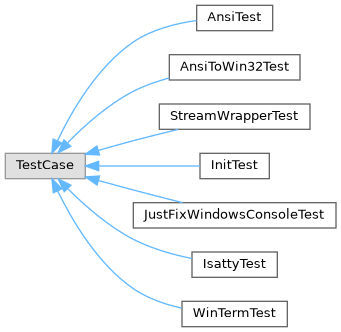 AnsiTest
AnsiToWin32Test
StreamWrapperTest
TestCase
InitTest
JustFixWindowsConsoleTest
IsattyTest
WinTermTest